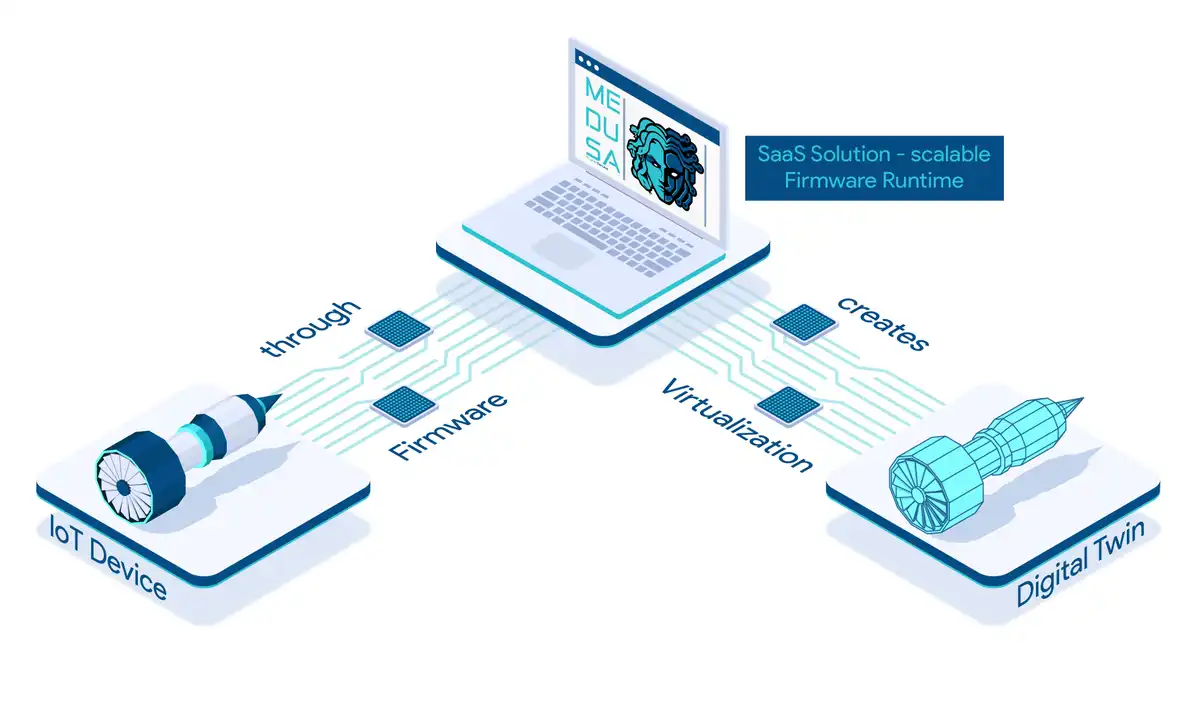 ME
DU
SA
SaaS Solution - scalable
Firmware Runtime
through
creates
Firmware
Virtualization
IoT Device
Digital Twin